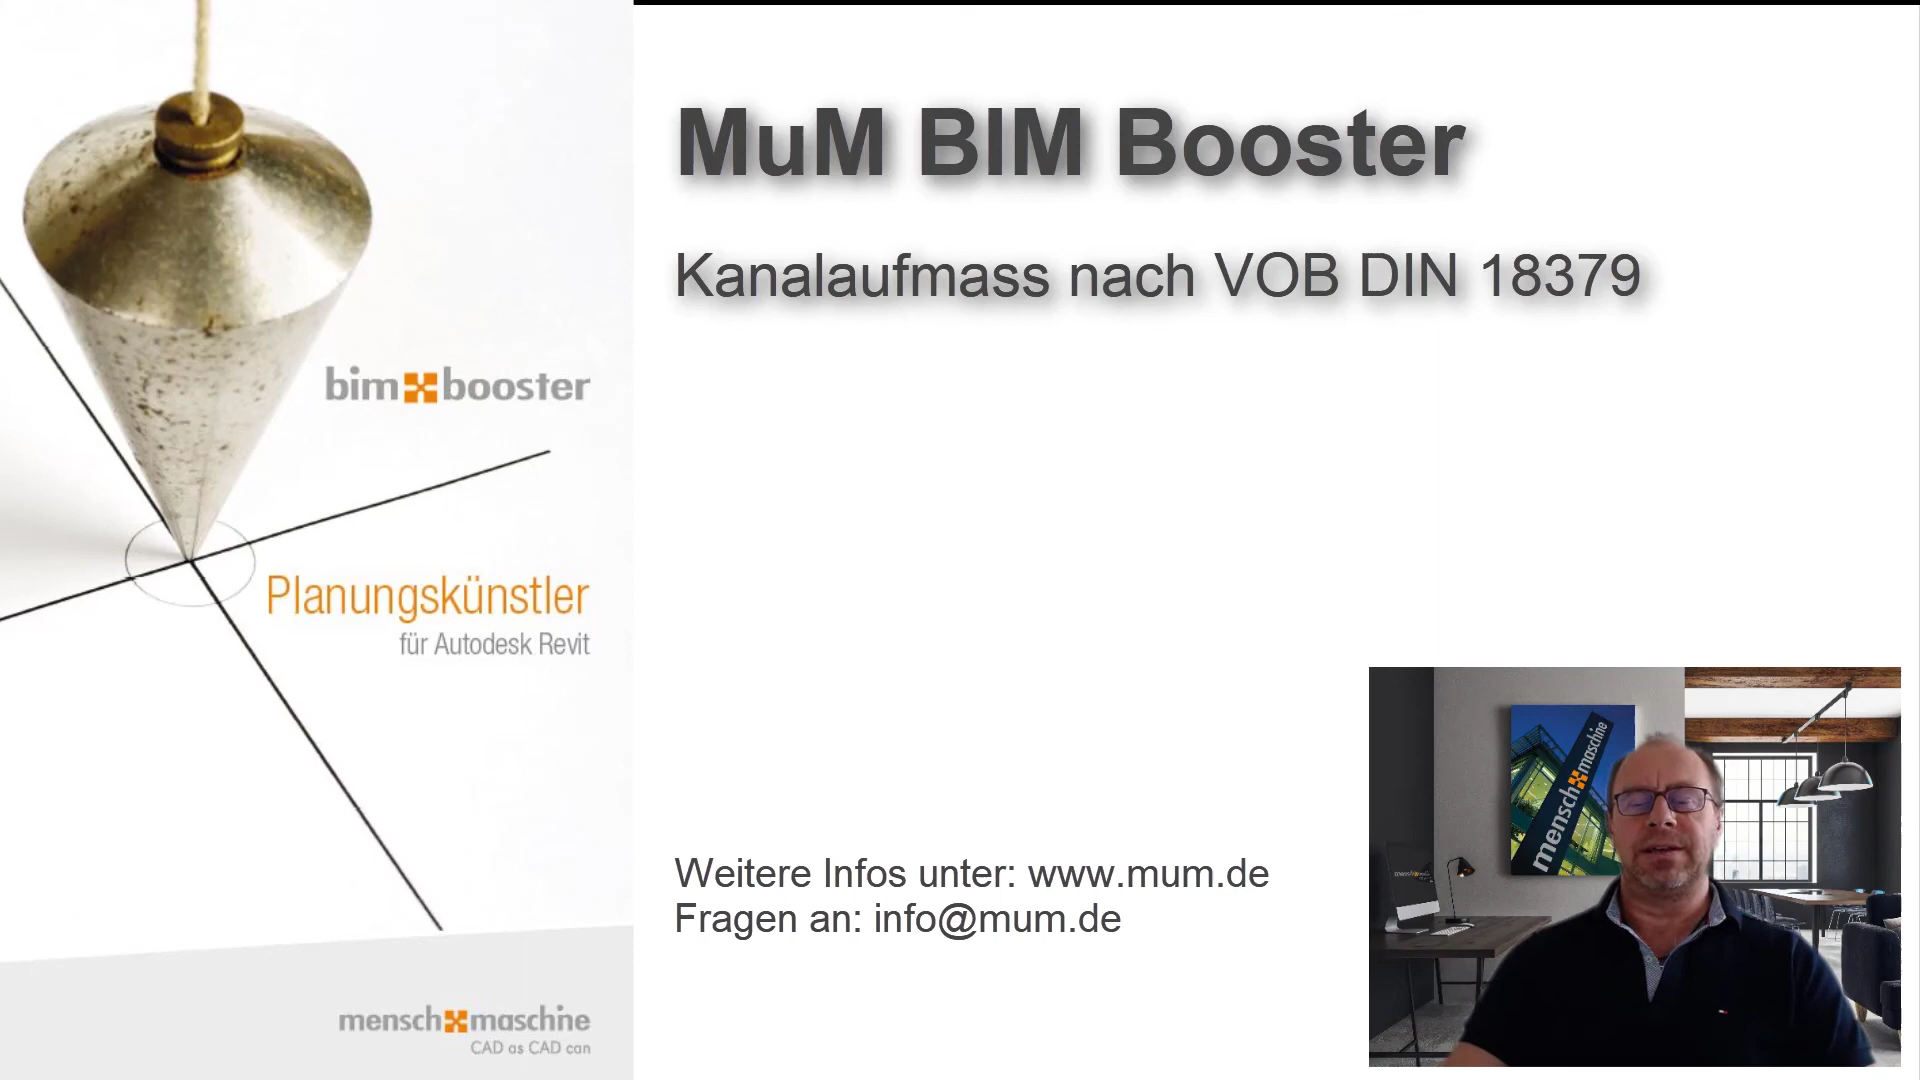 MuM BIM Booster
Kanalaufmass nach VOB DIN 18379
bim booster
Planungskünstler
für Autodesk Revit
mensch maschine
Weitere Infos unter: www.mum.de
Fragen an: info@mum.de
mensch maschine
CAD as CAD can